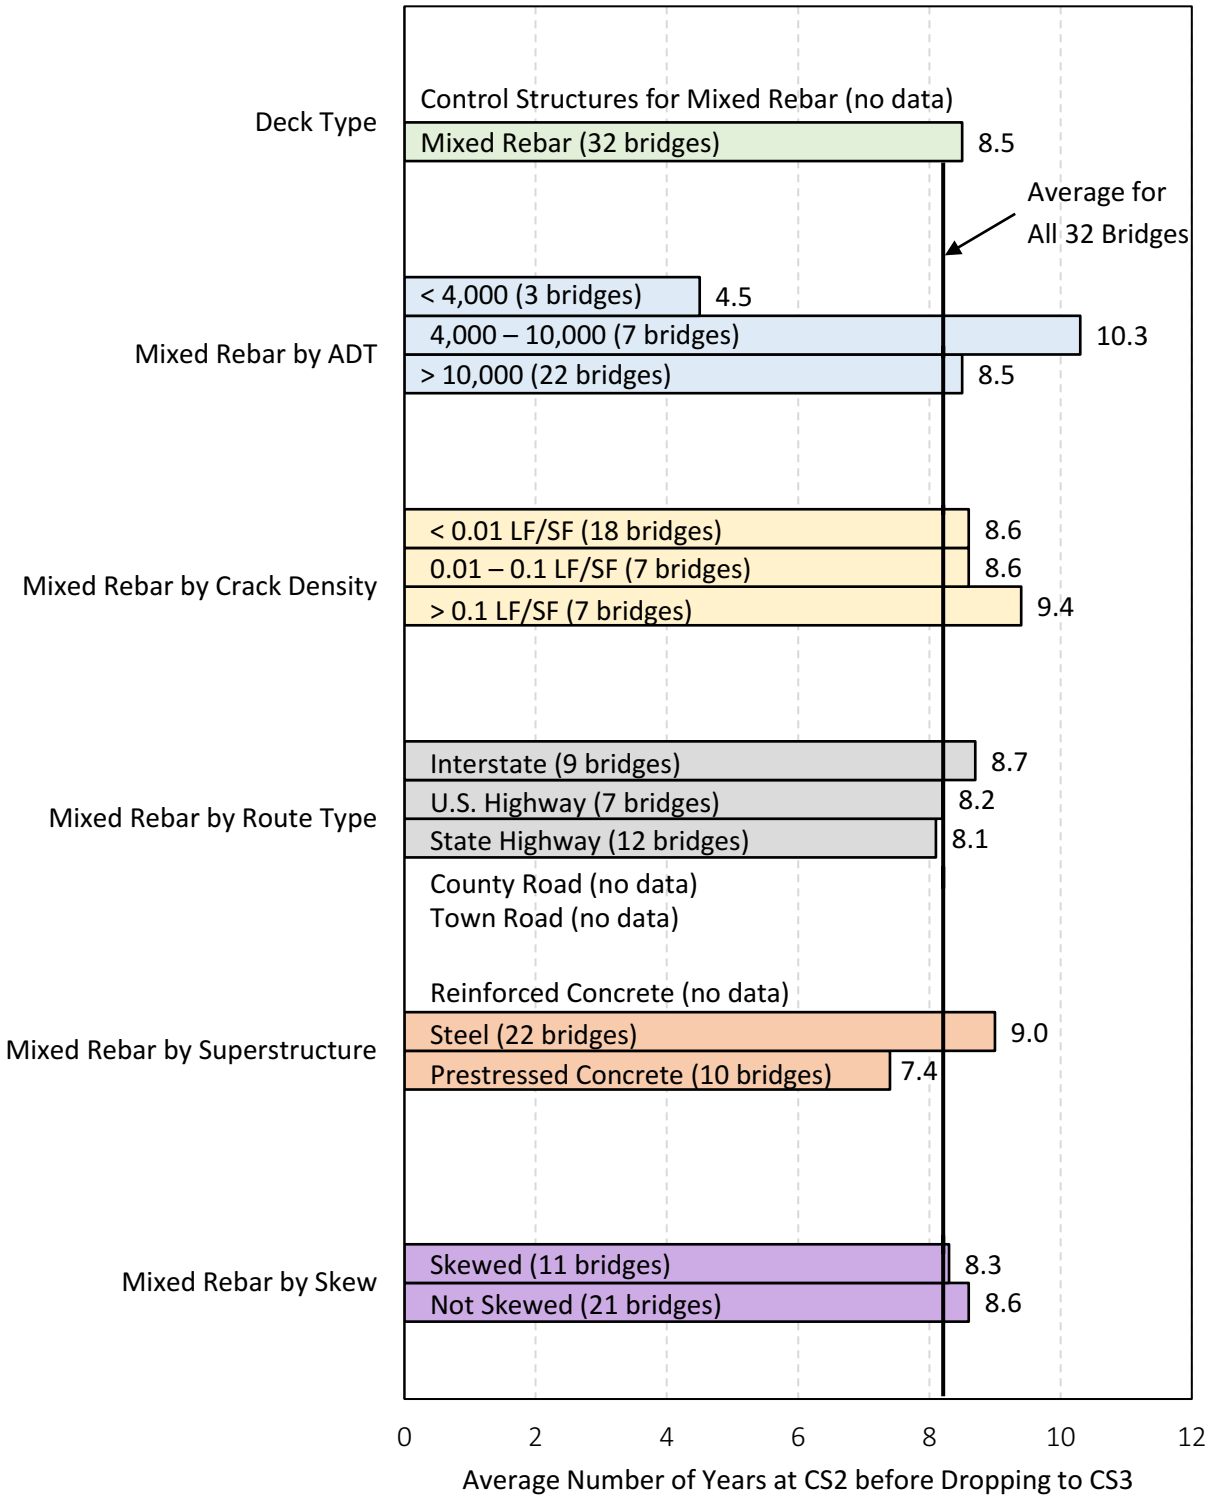 Control Structures for Mixed Rebar (no data)
Deck Type
Mixed Rebar (32 bridges)
8.5
Average for
All 32 Bridges
< 4,000 (3 bridges)
4.5
4,000 – 10,000 (7 bridges)
10.3
Mixed Rebar by ADT
> 10,000 (22 bridges)
8.5
< 0.01 LF/SF (18 bridges)
8.6
0.01 – 0.1 LF/SF (7 bridges)
8.6
Mixed Rebar by Crack Density
> 0.1 LF/SF (7 bridges)
9.4
Interstate (9 bridges)
8.7
U.S. Highway (7 bridges)
8.2
Mixed Rebar by Route Type
State Highway (12 bridges)
8.1
County Road (no data)
Town Road (no data)
Reinforced Concrete (no data)
Steel (22 bridges)
9.0
Mixed Rebar by Superstructure
Prestressed Concrete (10 bridges)
7.4
Skewed (11 bridges)
8.3
Mixed Rebar by Skew
Not Skewed (21 bridges)
8.6
0 2 4 6 8 10 12
Average Number of Years at CS2 before Dropping to CS3